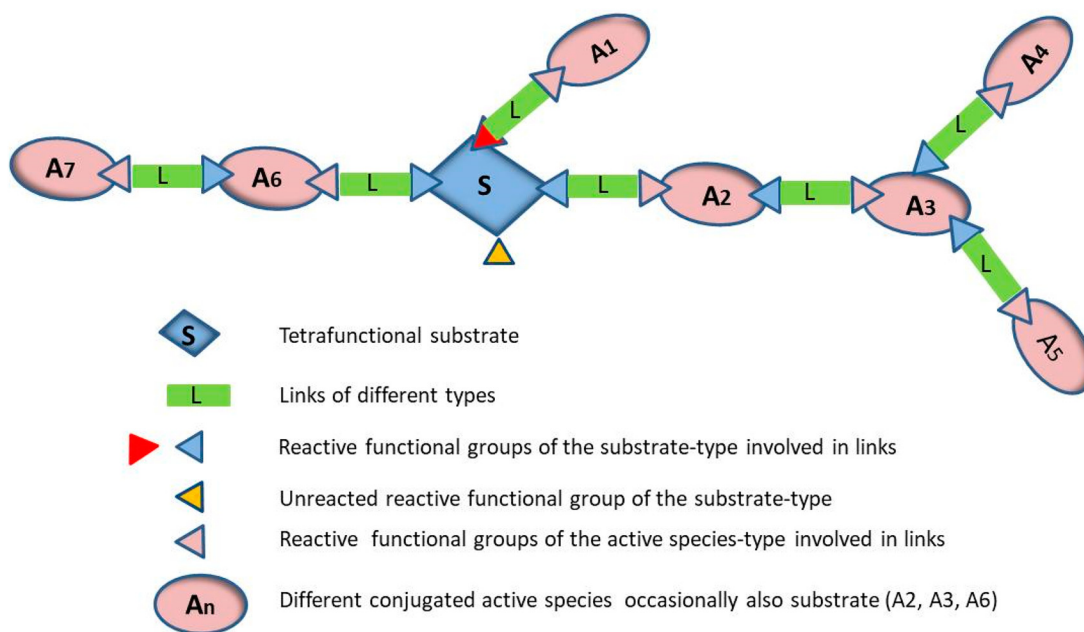 A1
A4
L
L
A7
L
A6
L
S
L
A2
L
A3
L
A5
S
Tetrafunctional substrate
L
Links of different types
Reactive functional groups of the substrate-type involved in links
Unreacted reactive functional group of the substrate-type
Reactive functional groups of the active species-type involved in links
An
Different conjugated active species occasionally also substrate (A2, A3, A6)